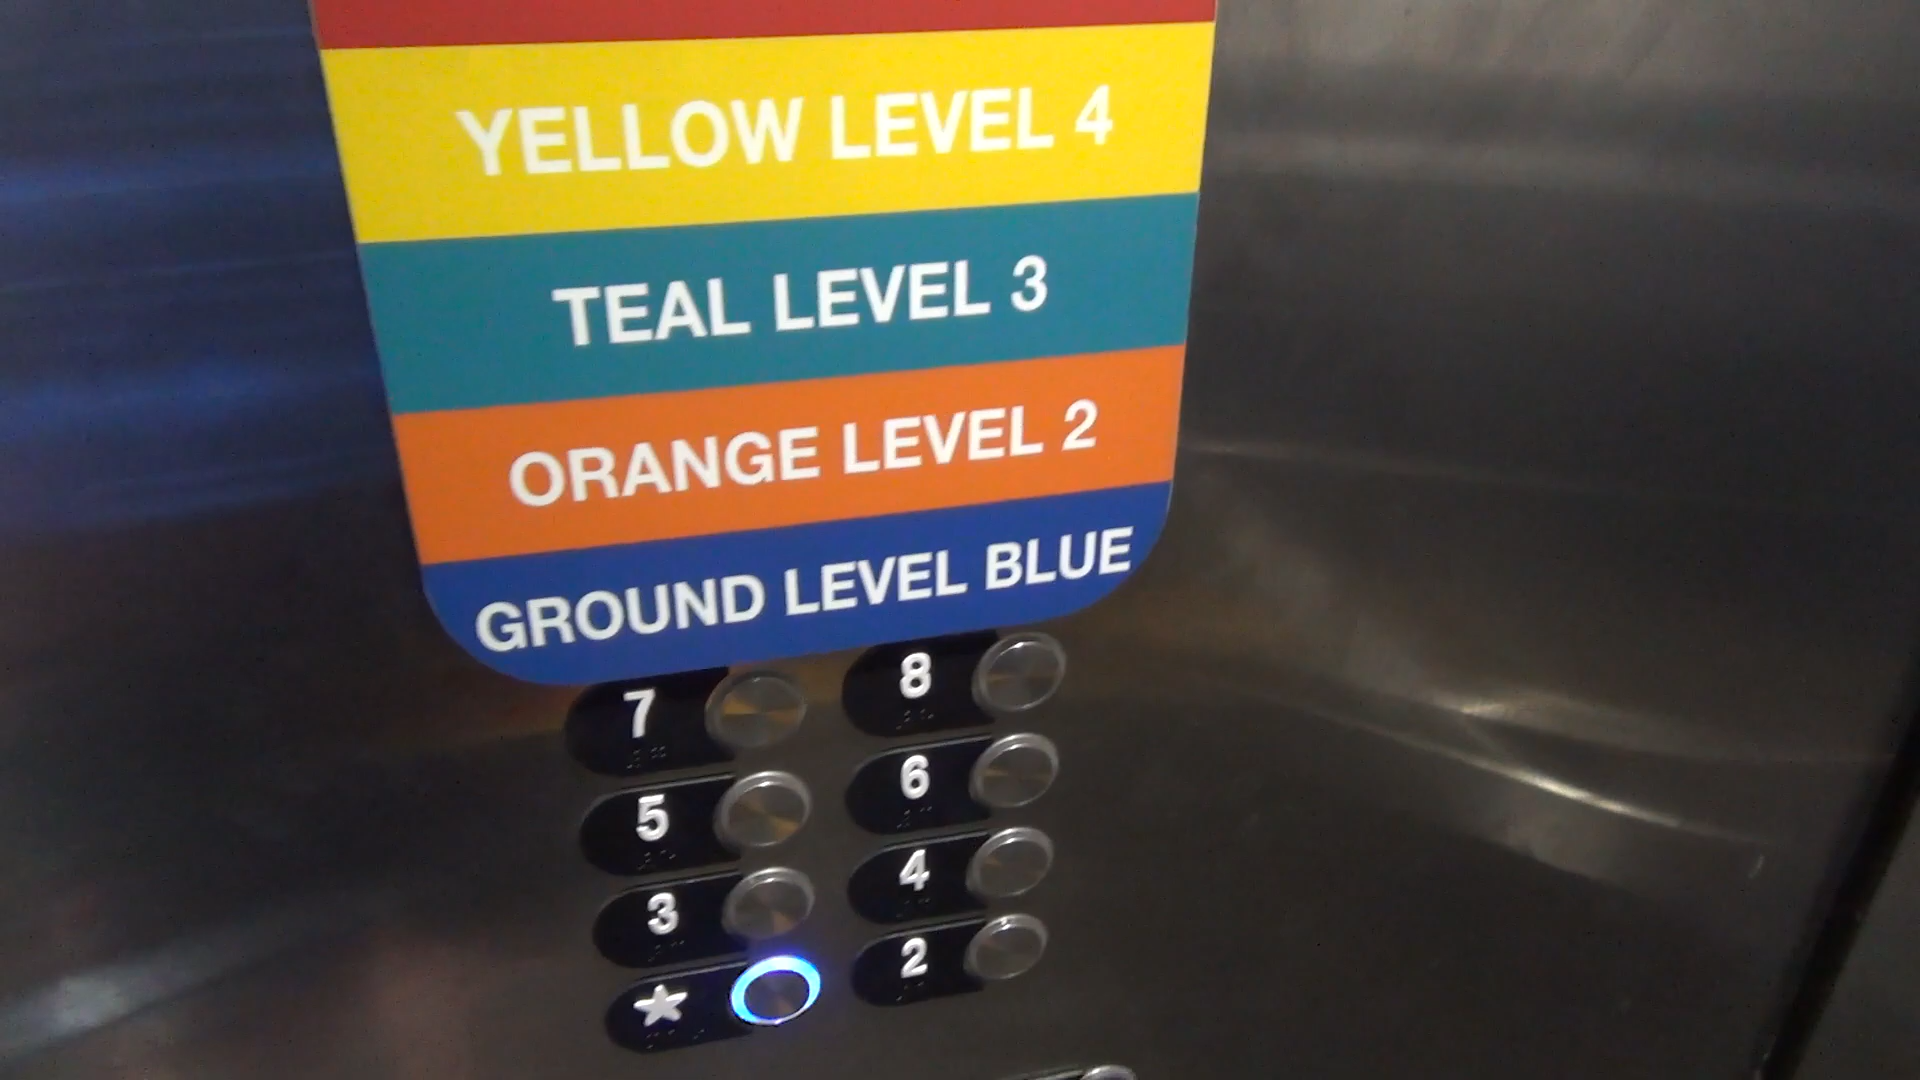 YELLOW LEVEL 4
TEAL LEVEL 3
ORANGE LEVEL 2
GROUND LEVEL BLUE
7 8
5 6
3 4
★ 2